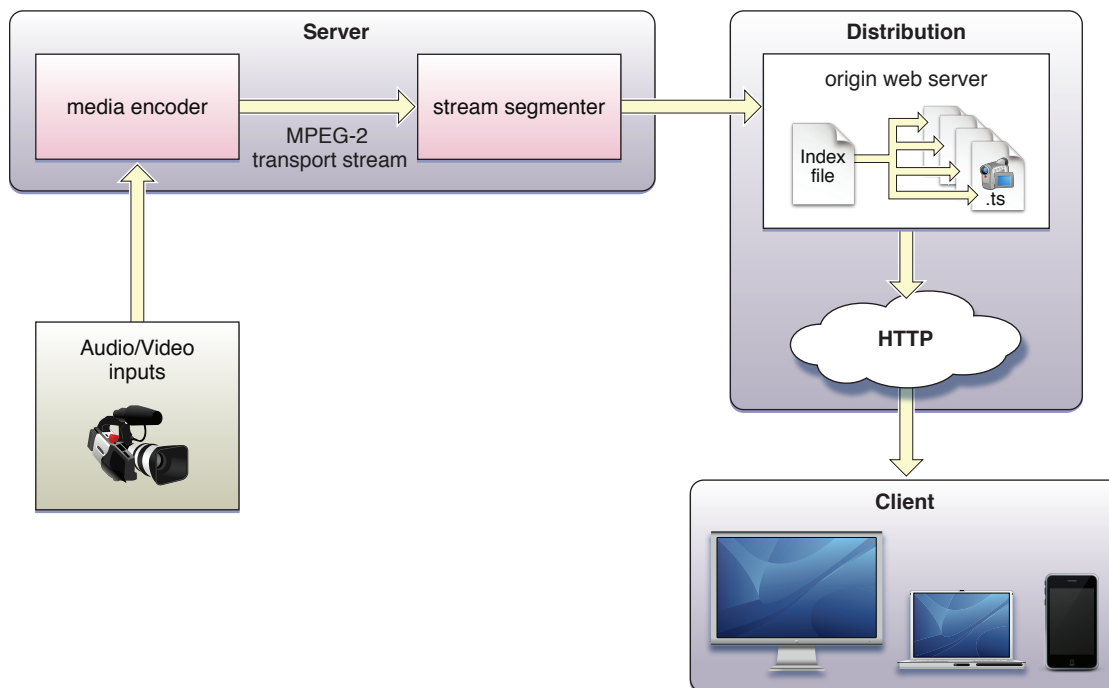 Server
media encoder
MPEG-2
transport stream
stream segmenter
Distribution
origin web server
Index
file
.ts
HTTP
Audio/Video
inputs
Client